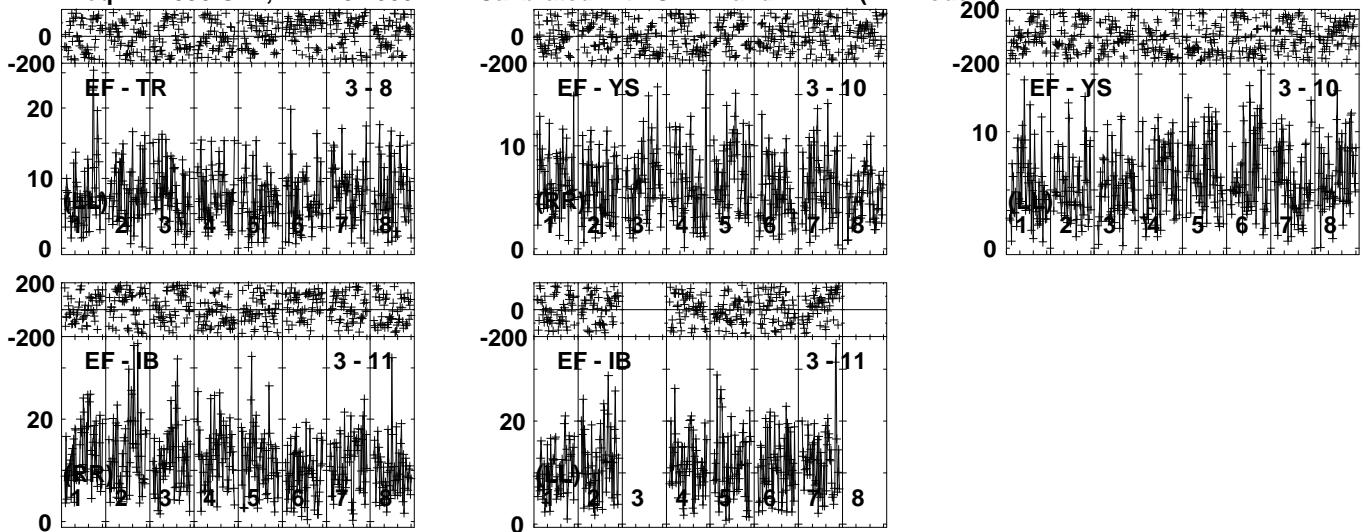 200
0 0
-200 -200 -200
EF - TR 3 - 8 EF - YS 3 - 10 EF - YS 3 - 10
20
10 10 10
(LL) (RR) (LL)
1 2 3 4 5 6 7 8 1 2 3 4 5 6 7 8 1 2 3 4 5 6 7 8
0 0 0
200
0
-200 -200
EF - IB 3 - 11 EF - IB 3 - 11
20 20
(RR) (LL)
1 2 3 4 5 6 7 8 1 2 3 4 5 6 7 8
0 0